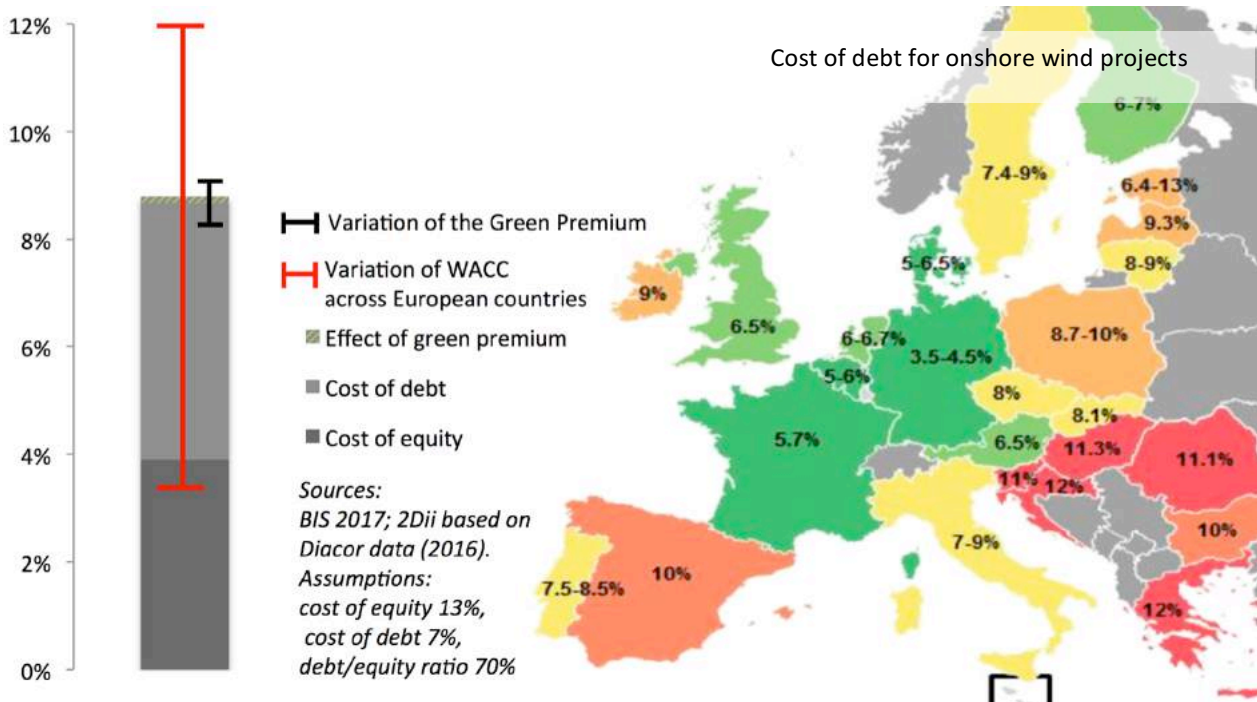 12%
10%
8%
6%
4%
2%
0%
Variation of the Green Premium
Variation of WACC
across European countries
Effect of green premium
Cost of debt
Cost of equity
Sources:
BIS 2017; 2Dii based on
Diacor data (2016).
Assumptions:
cost of equity 13%,
cost of debt 7%,
debt/equity ratio 70%
Cost of debt for onshore wind projects
6-7%
7.4-9%
6.4-13%
9.3%
8-9%
5-6.5%
9%
6.5%
6-6.7%
3.5-4.5%
8.7-10%
5-6%
8%
8.1%
5.7%
6.5%
11.3%
11.1%
11%
12%
10%
7-9%
7.5-8.5%
10%
12%